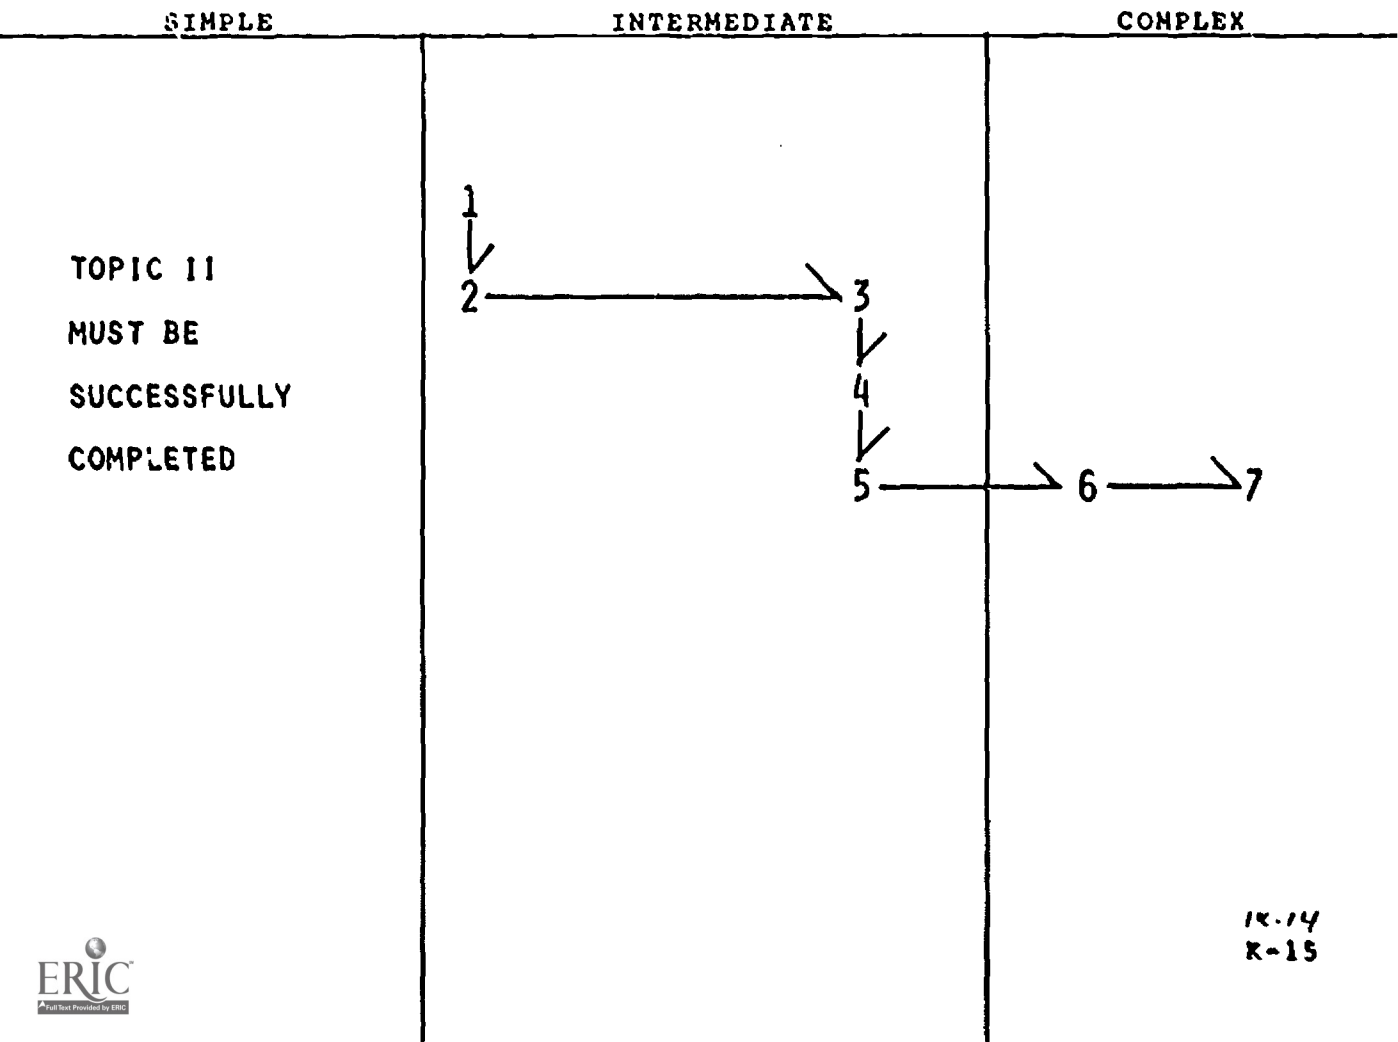 SIMPLE INTERMEDIATE COMPLEX
1
TOPIC II
2 3
MUST BE
4
SUCCESSFULLY
COMPLETED
5 6 7
K-14
K-15
ERIC
Full Text Provided by ERIC